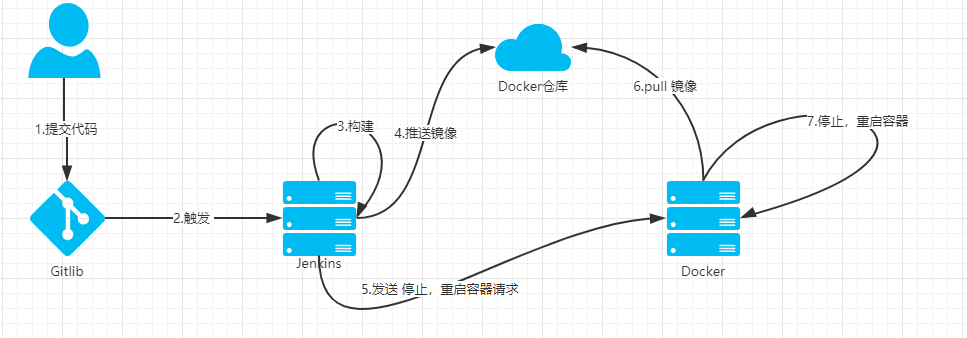 1.提交代码
Gitlib
2.触发
3.构建
Jenkins
4.推送镜像
Docker仓库
5.发送 停止，重启容器请求
6.pull 镜像
7.停止，重启容器
Docker